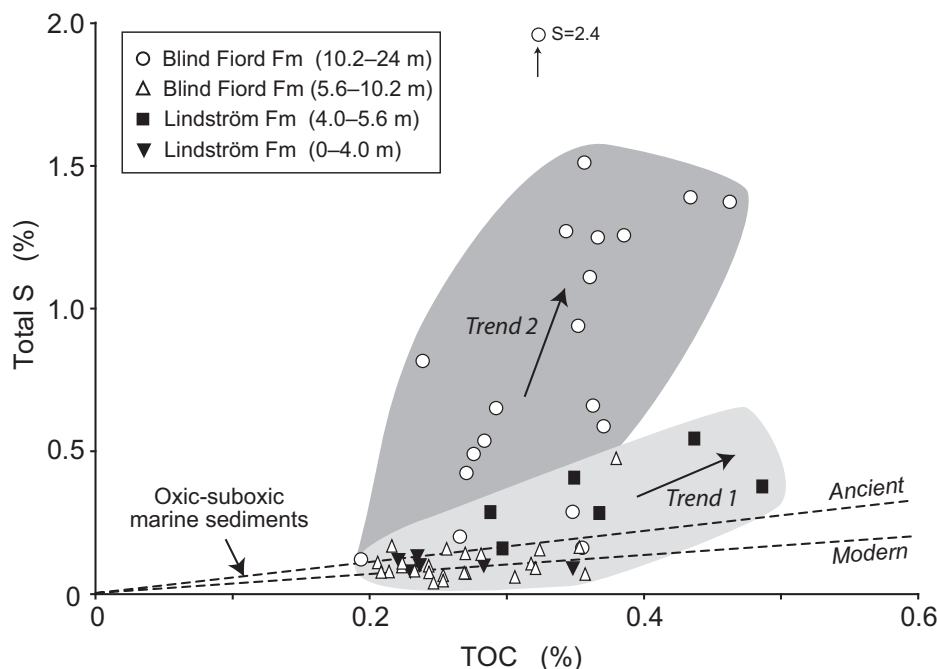 2.0
S=2.4
Blind Fiord Fm (10.2–24 m)
Blind Fiord Fm (5.6–10.2 m)
Lindström Fm (4.0–5.6 m)
Lindström Fm (0–4.0 m)
1.5
Total S (%)
1.0
Trend 2
0.5
Oxic-suboxic
marine sediments
Trend 1
Ancient
Modern
0
0
0.2
0.4
0.6
TOC (%)